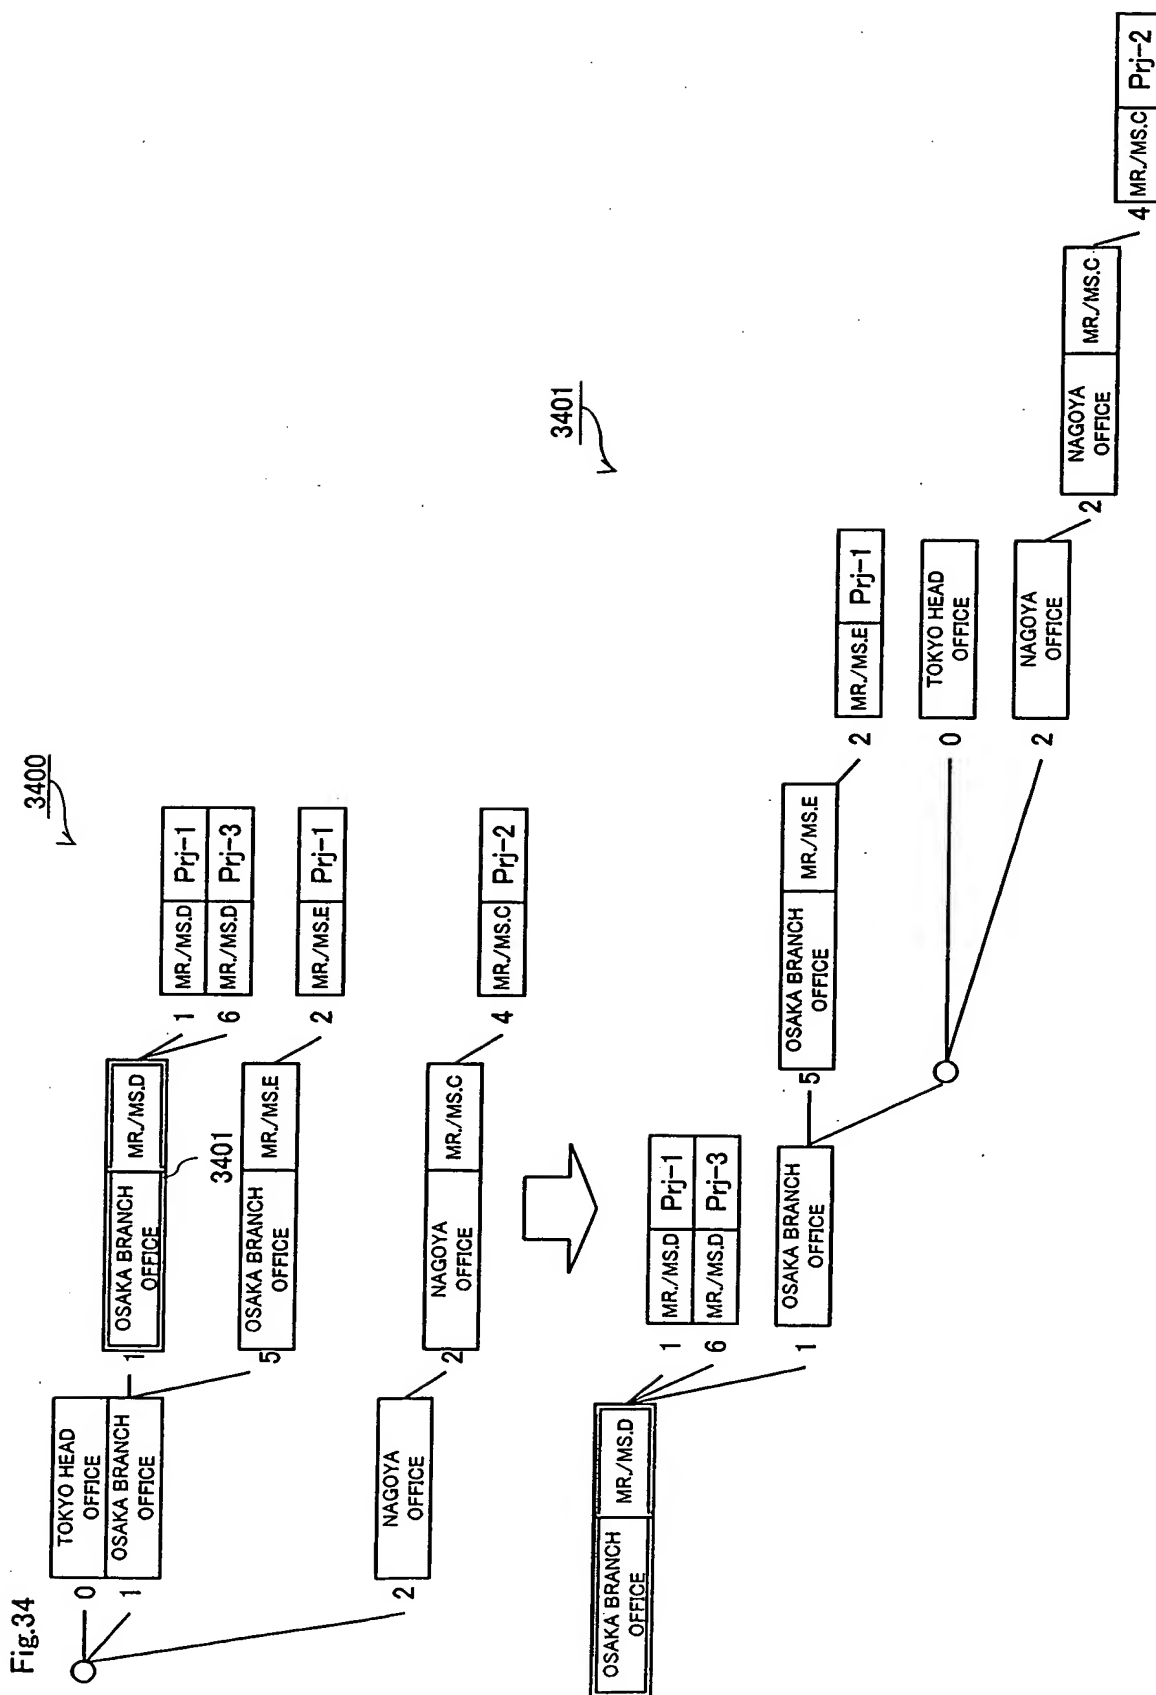 Fig.34
3400
0
TOKYO HEAD
OFFICE
1
OSAKA BRANCH
OFFICE
1
OSAKA BRANCH
OFFICE
MR./MS.D
1
MR./MS.D
Prj-1
6
MR./MS.D
Prj-3
3401
5
OSAKA BRANCH
OFFICE
MR./MS.E
2
MR./MS.E
Prj-1
2
NAGOYA
OFFICE
2
NAGOYA
OFFICE
MR./MS.C
4
MR./MS.C
Prj-2
3401
OSAKA BRANCH
OFFICE
MR./MS.D
1
MR./MS.D
Prj-1
6
MR./MS.D
Prj-3
1
OSAKA BRANCH
OFFICE
5
OSAKA BRANCH
OFFICE
MR./MS.E
2
MR./MS.E
Prj-1
0
TOKYO HEAD
OFFICE
2
NAGOYA
OFFICE
2
NAGOYA
OFFICE
MR./MS.C
4
MR./MS.C
Prj-2